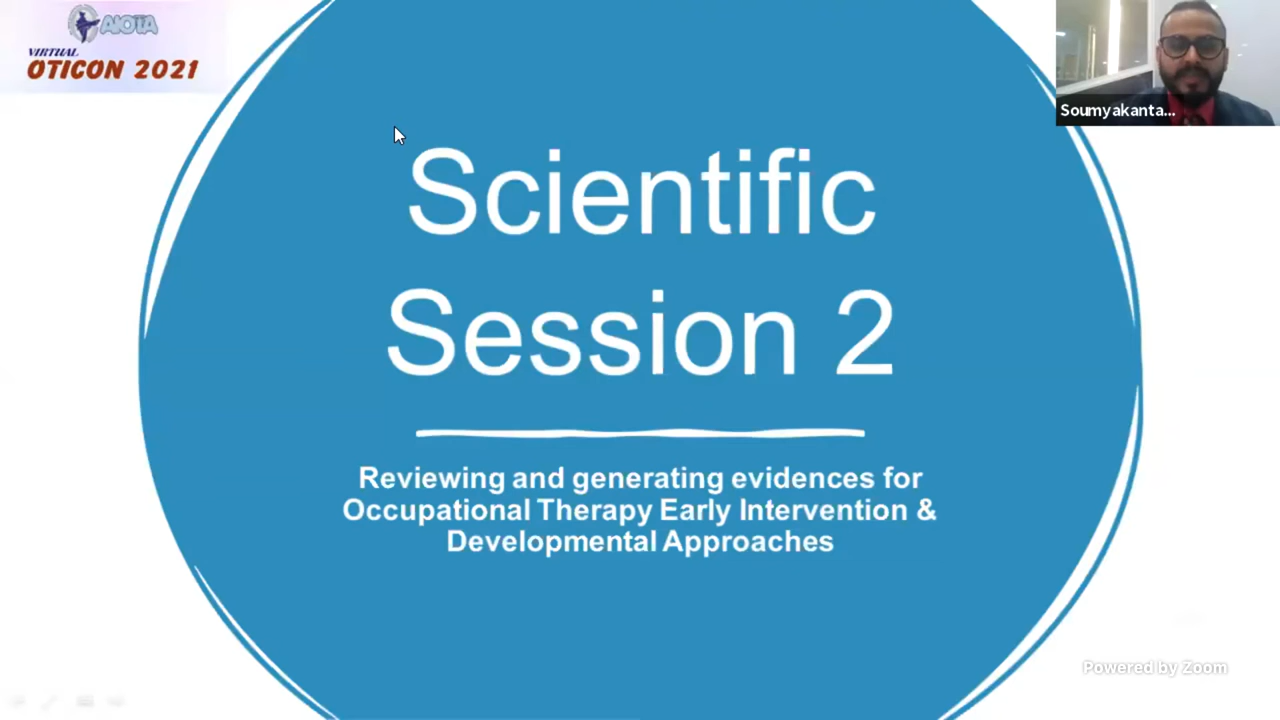 AIOTA
VIRTUAL
OTICON 2021
Soumyakanta...
Scientific
Session 2
Reviewing and generating evidences for
Occupational Therapy Early Intervention &
Developmental Approaches
Powered by Zoom